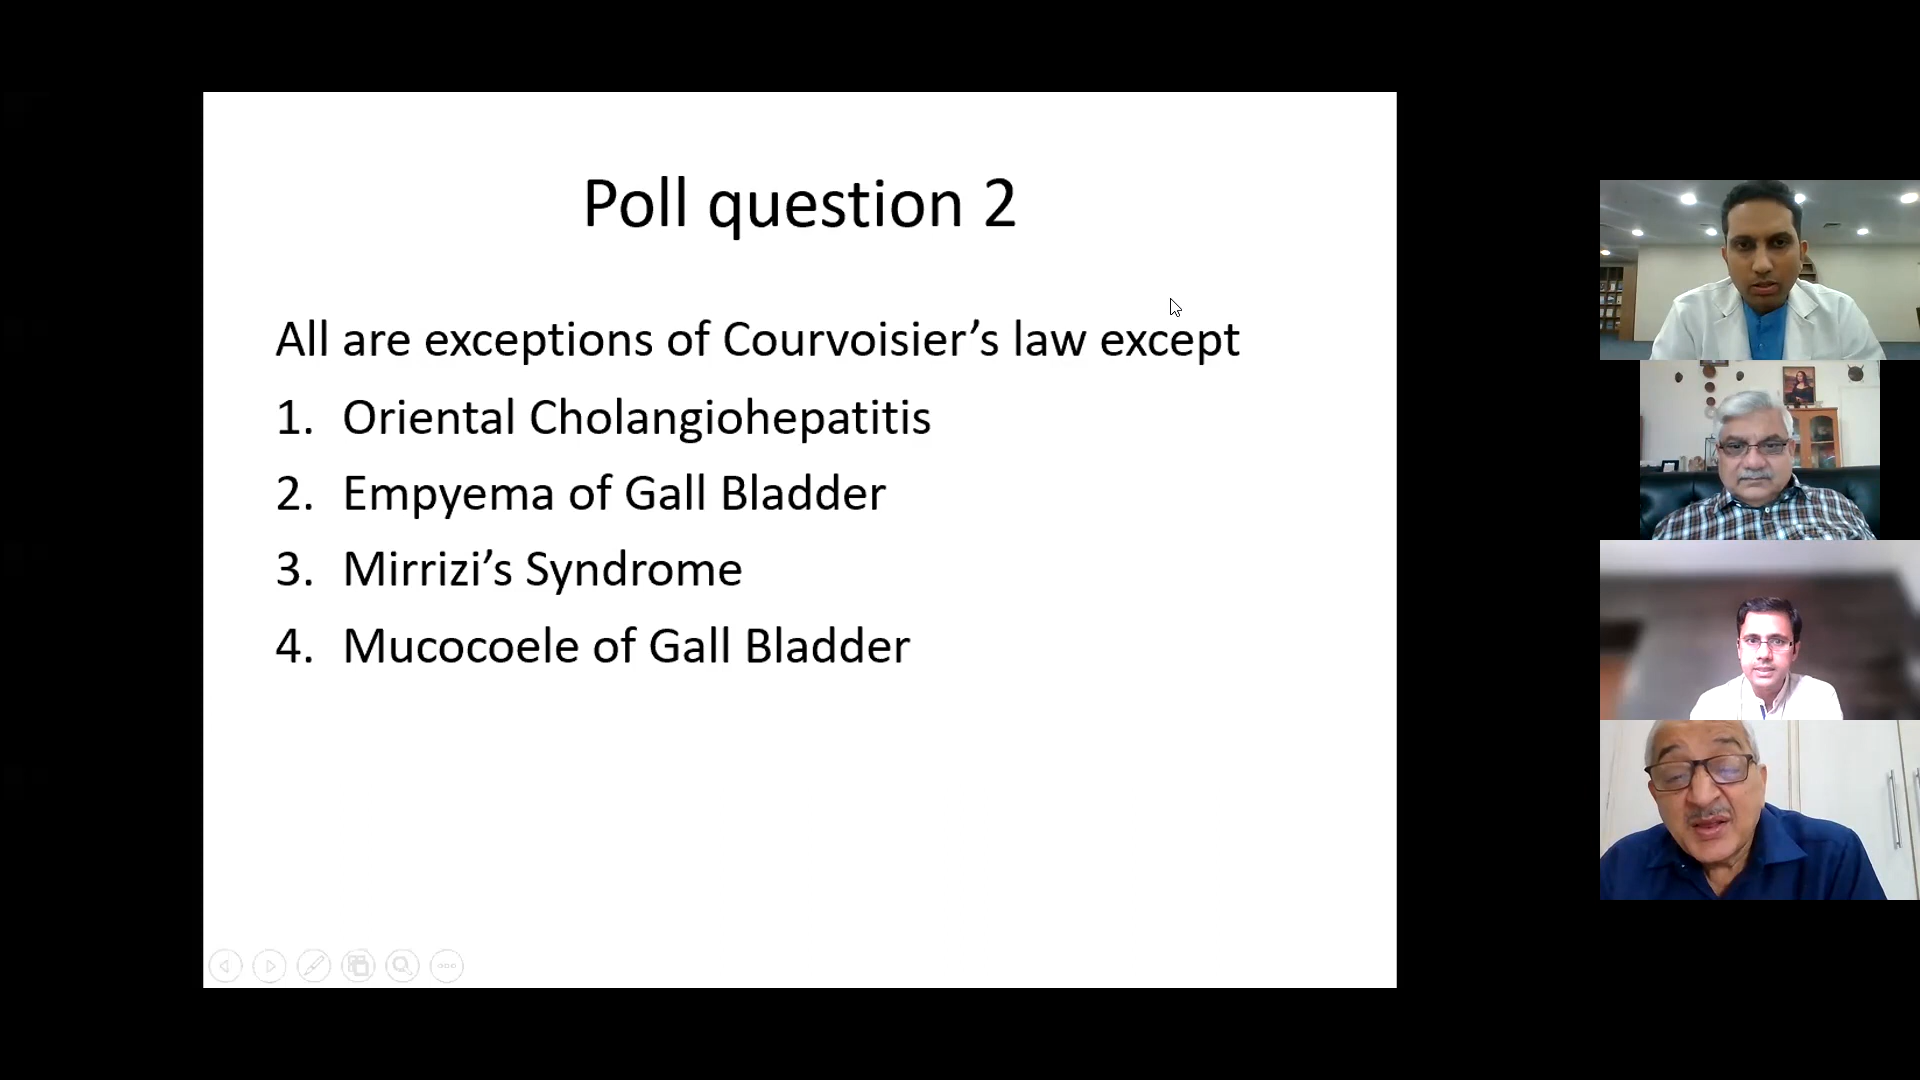 Poll question 2
All are exceptions of Courvoisier’s law except
1. Oriental Cholangiohepatitis
2. Empyema of Gall Bladder
3. Mirrizi’s Syndrome
4. Mucocoele of Gall Bladder